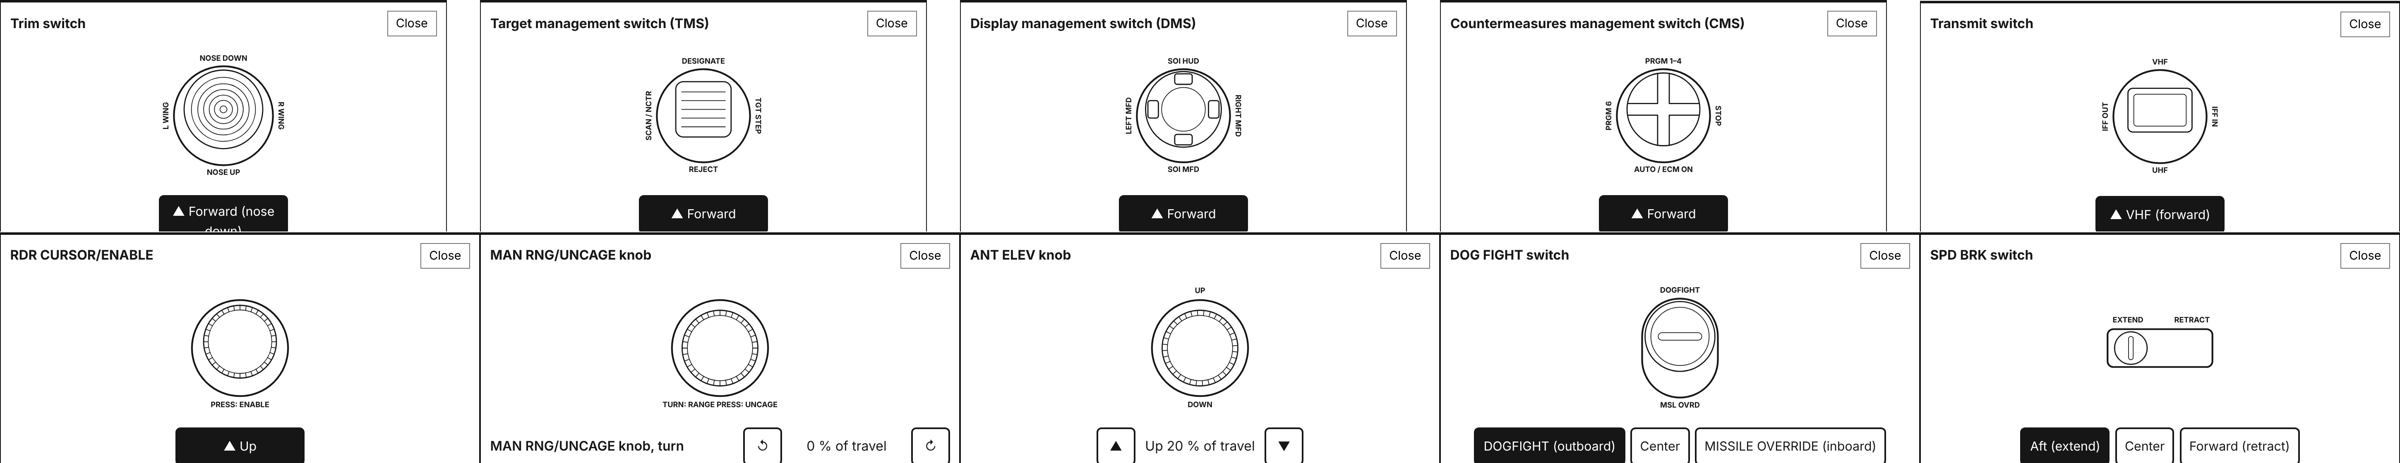 Trim switch
Close
NOSE DOWN
L WING
R WING
NOSE UP
▲ Forward (nose
down)
Target management switch (TMS)
Close
DESIGNATE
SCAN / NCTR
TGT STEP
REJECT
▲ Forward
Display management switch (DMS)
Close
SOI HUD
LEFT MFD
RIGHT MFD
SOI MFD
▲ Forward
Countermeasures management switch (CMS)
Close
PRGM 1–4
PRGM 6
STOP
AUTO / ECM ON
▲ Forward
Transmit switch
Close
VHF
IFF OUT
IFF IN
UHF
▲ VHF (forward)
RDR CURSOR/ENABLE
Close
PRESS: ENABLE
▲ Up
MAN RNG/UNCAGE knob
Close
TURN: RANGE PRESS: UNCAGE
MAN RNG/UNCAGE knob, turn
0 % of travel
ANT ELEV knob
Close
UP
DOWN
▲ Up 20 % of travel ▼
DOG FIGHT switch
Close
DOGFIGHT
MSL OVRD
DOGFIGHT (outboard) Center MISSILE OVERRIDE (inboard)
SPD BRK switch
Close
EXTEND RETRACT
Aft (extend) Center Forward (retract)